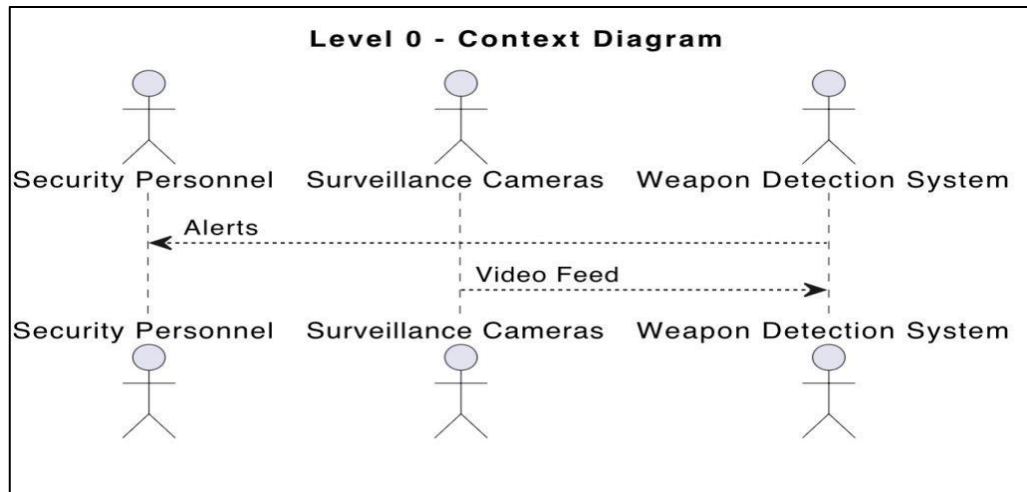 Level 0 - Context Diagram
Security Personnel Surveillance Cameras Weapon Detection System
Alerts
Video Feed
Security Personnel Surveillance Cameras Weapon Detection System